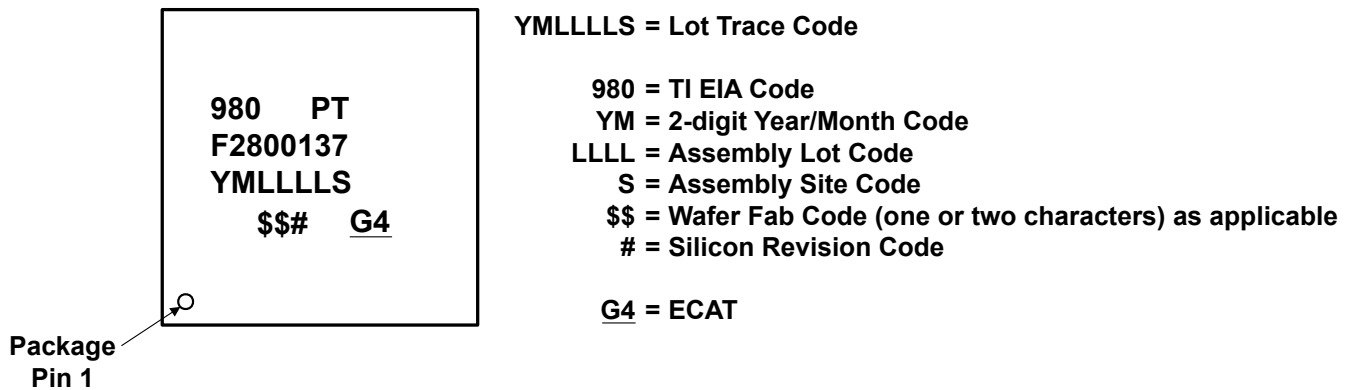 980 PT
F2800137
YMLLLLS
$$# G4
Package
Pin 1
YMLLLLS = Lot Trace Code
980 = TI EIA Code
YM = 2-digit Year/Month Code
LLLL = Assembly Lot Code
S = Assembly Site Code
$$ = Wafer Fab Code (one or two characters) as applicable
# = Silicon Revision Code
G4 = ECAT